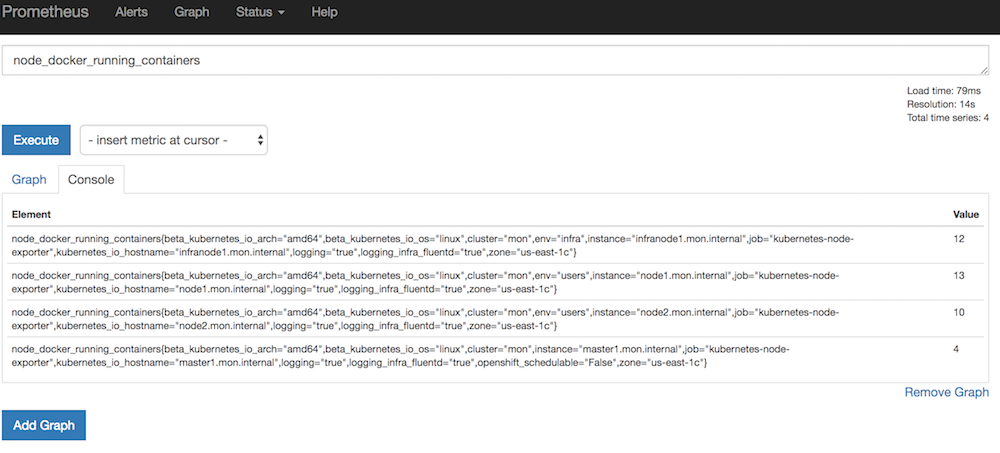 Prometheus Alerts Graph Status Help
node_docker_running_containers
Load time: 79ms
Resolution: 14s
Total time series: 4
Execute - insert metric at cursor -
Graph Console
Element Value
node_docker_running_containers{beta_kubernetes_io_arch="amd64",beta_kubernetes_io_os="linux",cluster="mon",env="infra",instance="infranode1.mon.internal",job="kubernetes-node- 12
exporter",kubernetes_io_hostname="infranode1.mon.internal",logging="true",logging_infra_fluentd="true",zone="us-east-1c"}
node_docker_running_containers{beta_kubernetes_io_arch="amd64",beta_kubernetes_io_os="linux",cluster="mon",env="users",instance="node1.mon.internal",job="kubernetes-node- 13
exporter",kubernetes_io_hostname="node1.mon.internal",logging="true",logging_infra_fluentd="true",zone="us-east-1c"}
node_docker_running_containers{beta_kubernetes_io_arch="amd64",beta_kubernetes_io_os="linux",cluster="mon",env="users",instance="node2.mon.internal",job="kubernetes-node- 10
exporter",kubernetes_io_hostname="node2.mon.internal",logging="true",logging_infra_fluentd="true",zone="us-east-1c"}
node_docker_running_containers{beta_kubernetes_io_arch="amd64",beta_kubernetes_io_os="linux",cluster="mon",instance="master1.mon.internal",job="kubernetes-node- 4
exporter",kubernetes_io_hostname="master1.mon.internal",logging="true",logging_infra_fluentd="true",openshift_schedulable="False",zone="us-east-1c"}
Remove Graph
Add Graph